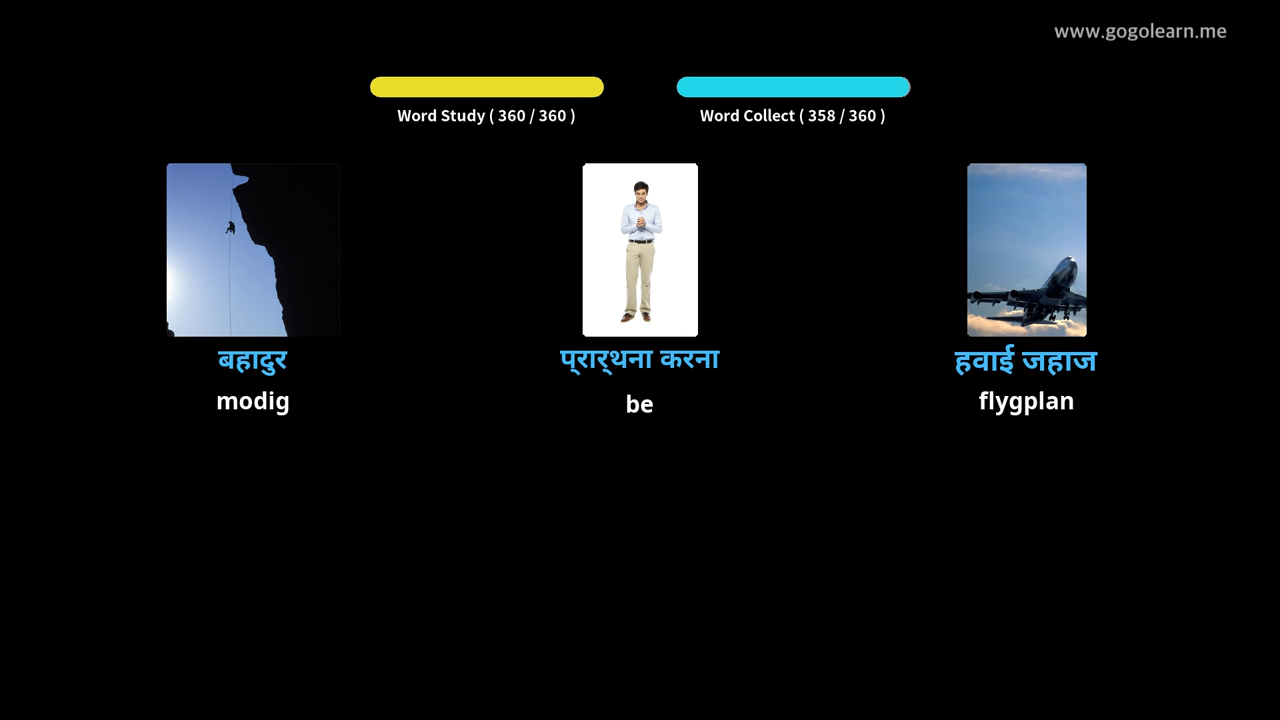 www.gogolearn.me
Word Study ( 360 / 360 )
Word Collect ( 358 / 360 )
बहादुर
प्रार्थना करना
हवाई जहाज
modig
be
flygplan